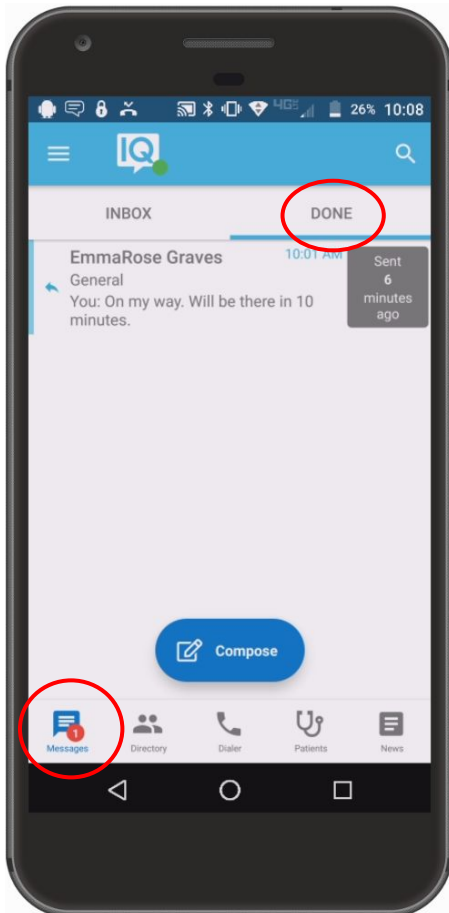 4G 26% 10:08
IQ
INBOX DONE
EmmaRose Graves 10:01 AM
General
You: On my way. Will be there in 10
minutes.
Sent
6
minutes
ago
Compose
1
Messages Directory Dialer Patients News